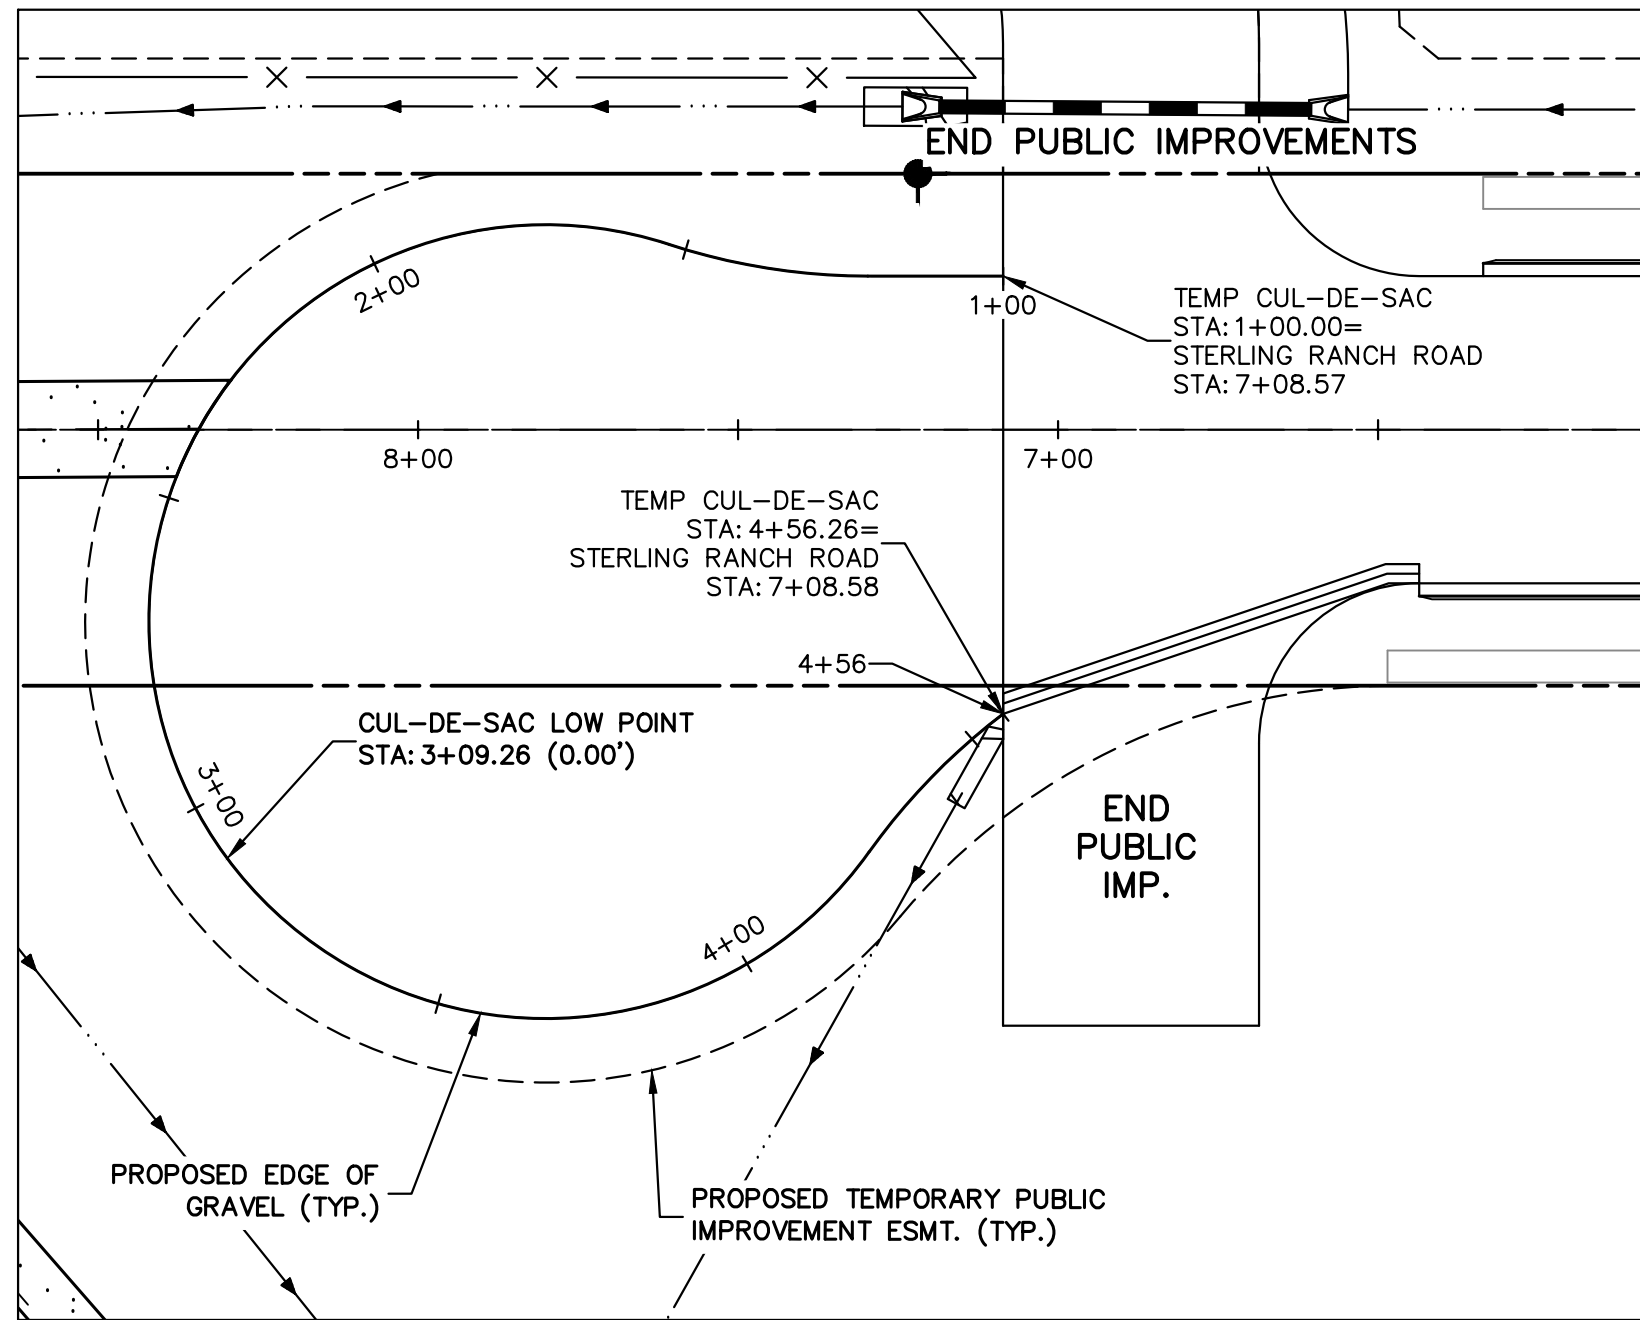 END PUBLIC IMPROVEMENTS
2+00
1+00
TEMP CUL-DE-SAC
STA: 1+00.00=
STERLING RANCH ROAD
STA: 7+08.57
8+00
7+00
TEMP CUL-DE-SAC
STA: 4+56.26=
STERLING RANCH ROAD
STA: 7+08.58
4+56
CUL-DE-SAC LOW POINT
STA: 3+09.26 (0.00')
3+00
END
PUBLIC
IMP.
4+00
PROPOSED EDGE OF
GRAVEL (TYP.)
PROPOSED TEMPORARY PUBLIC
IMPROVEMENT ESMT. (TYP.)